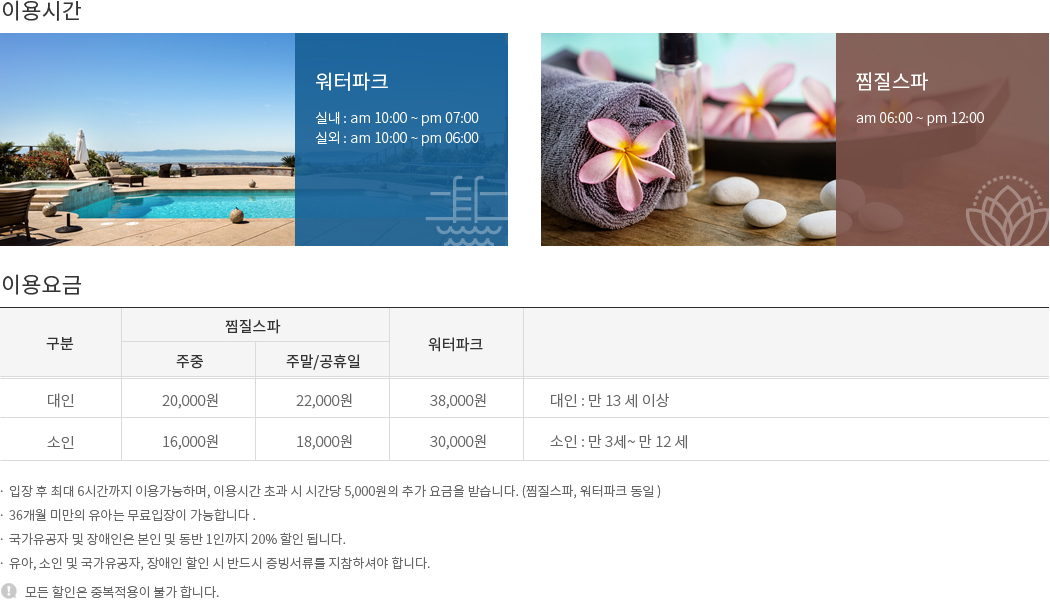 이용시간
워터파크
실내 : am 10:00 ~ pm 07:00
실외 : am 10:00 ~ pm 06:00
찜질스파
am 06:00 ~ pm 12:00
이용요금
구분 찜질스파 워터파크
주중 주말/공휴일
대인 20,000원 22,000원 38,000원 대인 : 만 13 세 이상
소인 16,000원 18,000원 30,000원 소인 : 만 3세~ 만 12 세
· 입장 후 최대 6시간까지 이용가능하며, 이용시간 초과 시 시간당 5,000원의 추가 요금을 받습니다. (찜질스파, 워터파크 동일 )
· 36개월 미만의 유아는 무료입장이 가능합니다 .
· 국가유공자 및 장애인은 본인 및 동반 1인까지 20% 할인 됩니다.
· 유아, 소인 및 국가유공자, 장애인 할인 시 반드시 증빙서류를 지참하셔야 합니다.
! 모든 할인은 중복적용이 불가 합니다.